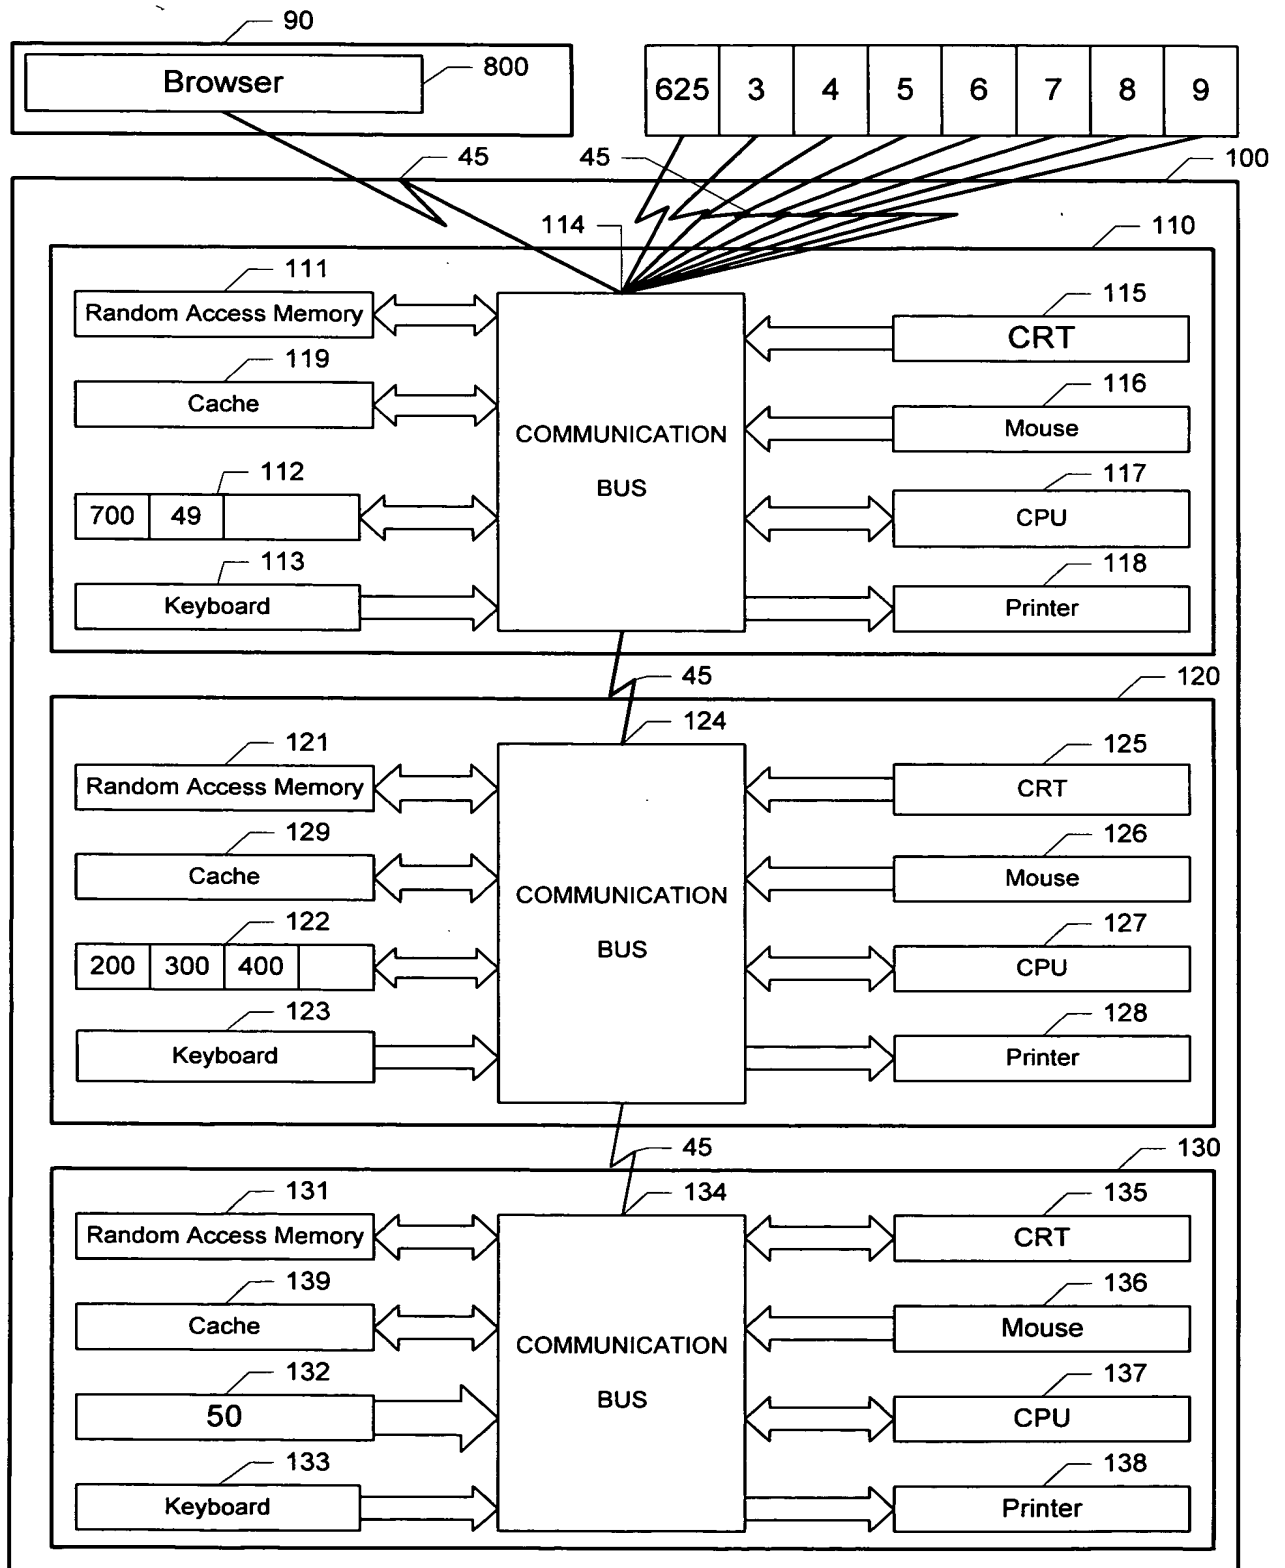 90
Browser
800
625 3 4 5 6 7 8 9
45
45
100
114
110
111
Random Access Memory
115
CRT
119
Cache
116
Mouse
COMMUNICATION
BUS
112
700 49
117
CPU
113
Keyboard
118
Printer
45
120
124
121
Random Access Memory
125
CRT
129
Cache
126
Mouse
COMMUNICATION
BUS
122
200 300 400
127
CPU
123
Keyboard
128
Printer
45
130
134
131
Random Access Memory
135
CRT
139
Cache
136
Mouse
COMMUNICATION
BUS
132
50
137
CPU
133
Keyboard
138
Printer